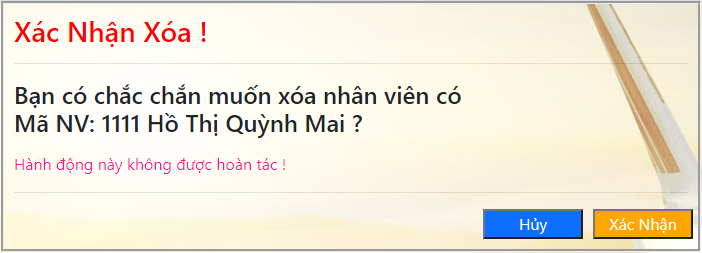 Xác Nhận Xóa !
Bạn có chắc chắn muốn xóa nhân viên có
Mã NV: 1111 Hồ Thị Quỳnh Mai ?
Hành động này không được hoàn tác !
Hủy
Xác Nhận